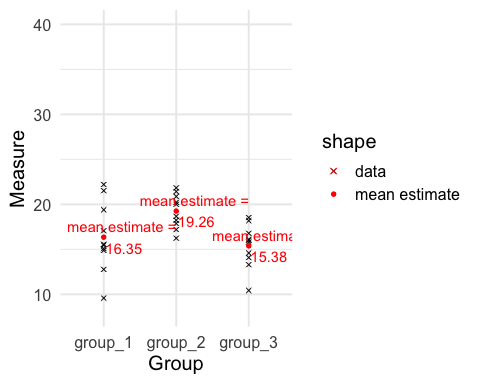 40
30
20
10
Measure
mean estimate =
19.26
mean estimate =
16.35
mean estima
15.38
group_1 group_2 group_3
Group
shape
data
mean estimate